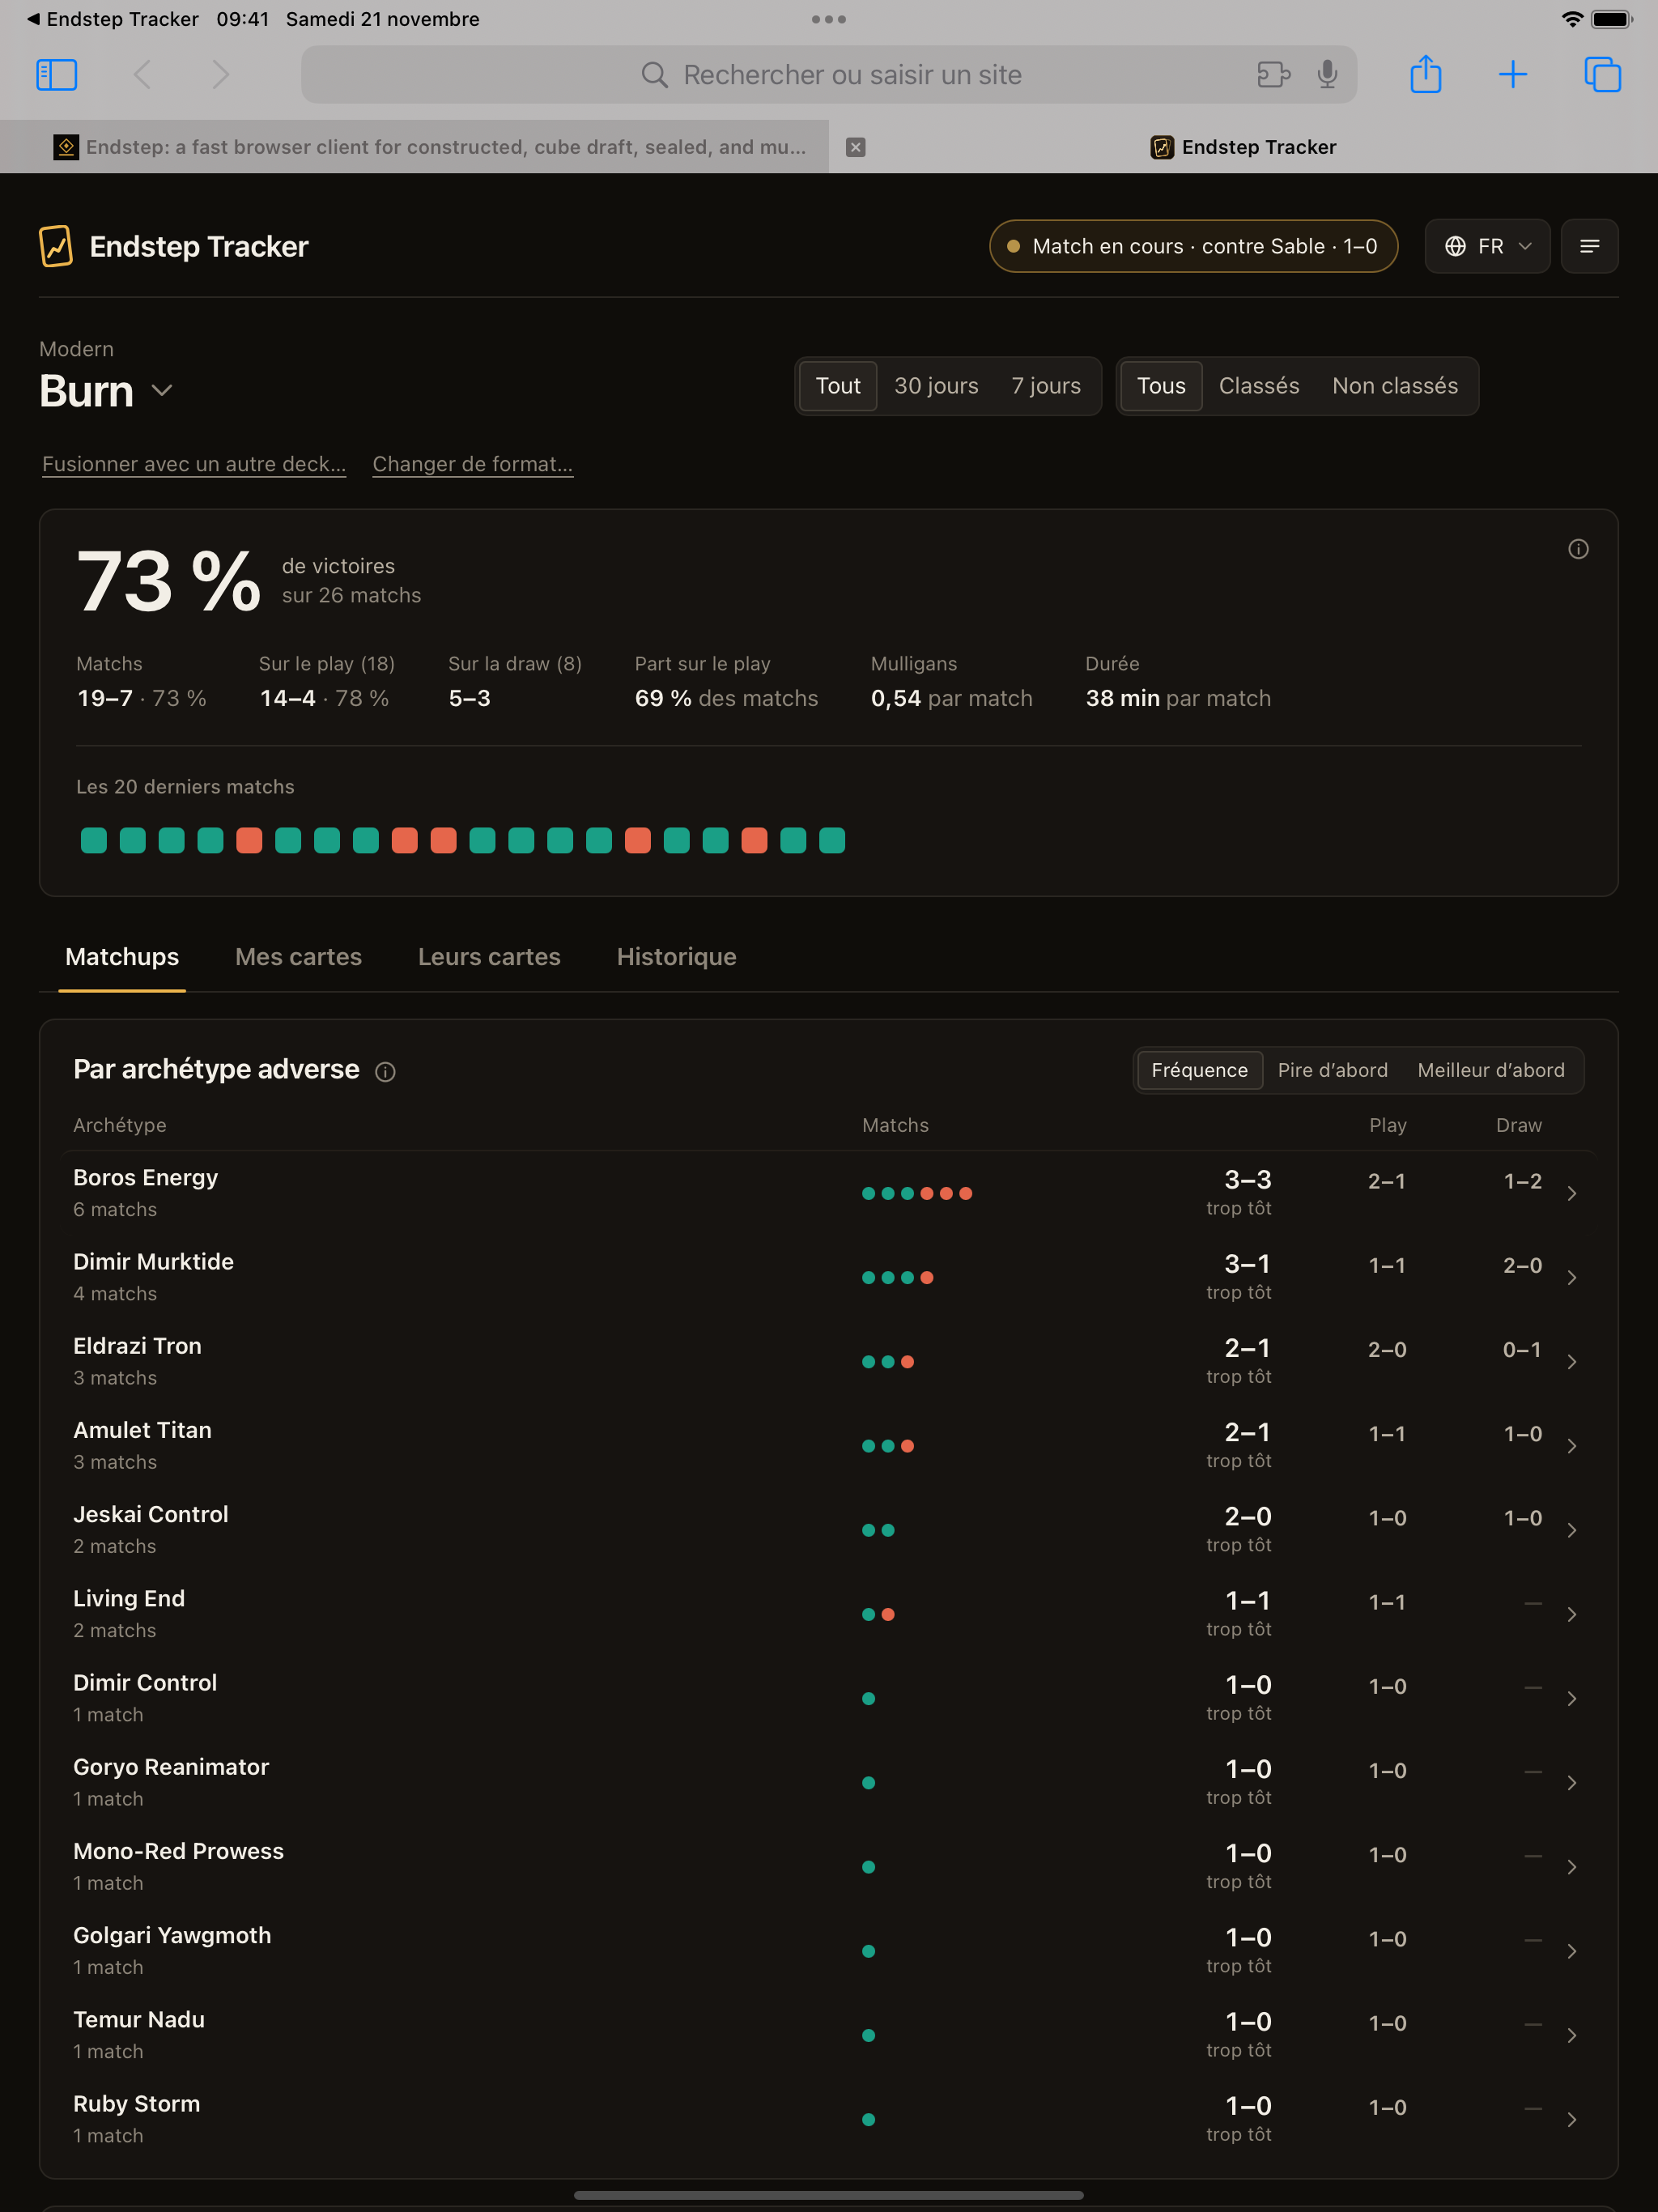 ◀ Endstep Tracker 09:41 Samedi 21 novembre
Rechercher ou saisir un site
Endstep: a fast browser client for constructed, cube draft, sealed, and mu...
Endstep Tracker
Endstep Tracker
Match en cours · contre Sable · 1–0
FR
Modern
Burn
Tout 30 jours 7 jours
Tous Classés Non classés
Fusionner avec un autre deck... Changer de format...
73 %
de victoires
sur 26 matchs
Matchs Sur le play (18) Sur la draw (8) Part sur le play Mulligans Durée
19–7 · 73 % 14–4 · 78 % 5–3 69 % des matchs 0,54 par match 38 min par match
Les 20 derniers matchs
Matchups Mes cartes Leurs cartes Historique
Par archétype adverse
Fréquence Pire d’abord Meilleur d’abord
Archétype Matchs Play Draw
Boros Energy 3–3 2–1 1–2
6 matchs trop tôt
Dimir Murktide 3–1 1–1 2–0
4 matchs trop tôt
Eldrazi Tron 2–1 2–0 0–1
3 matchs trop tôt
Amulet Titan 2–1 1–1 1–0
3 matchs trop tôt
Jeskai Control 2–0 1–0 1–0
2 matchs trop tôt
Living End 1–1 1–1 —
2 matchs trop tôt
Dimir Control 1–0 1–0 —
1 match trop tôt
Goryo Reanimator 1–0 1–0 —
1 match trop tôt
Mono-Red Prowess 1–0 1–0 —
1 match trop tôt
Golgari Yawgmoth 1–0 1–0 —
1 match trop tôt
Temur Nadu 1–0 1–0 —
1 match trop tôt
Ruby Storm 1–0 1–0 —
1 match trop tôt